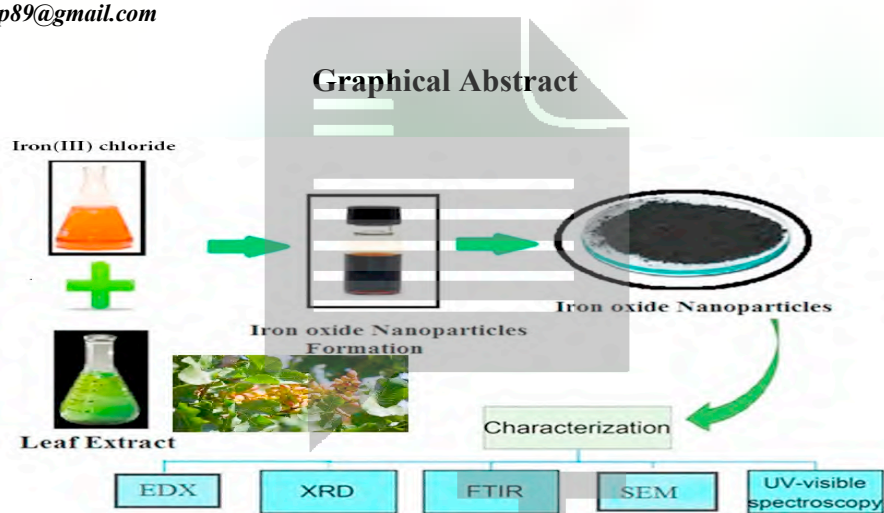 p89@gmail.com
Graphical Abstract
Iron(III) chloride
Iron oxide Nanoparticles
Iron oxide Nanoparticles
Formation
Leaf Extract
Characterization
EDX
XRD
FTIR
SEM
UV-visible
spectroscopy